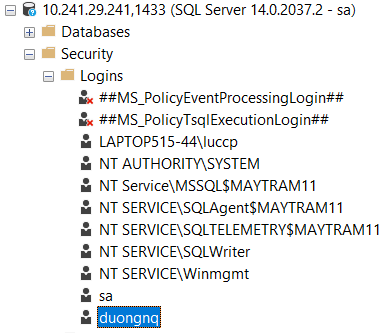 10.241.29.241,1433 (SQL Server 14.0.2037.2 - sa)
Databases
Security
Logins
##MS_PolicyEventProcessingLogin##
##MS_PolicyTsqlExecutionLogin##
LAPTOP515-44\luccp
NT AUTHORITY\SYSTEM
NT Service\MSSQL$MAYTRAM11
NT SERVICE\SQLAgent$MAYTRAM11
NT SERVICE\SQLTELEMETRY$MAYTRAM11
NT SERVICE\SQLWriter
NT SERVICE\Winmgmt
sa
duongnq